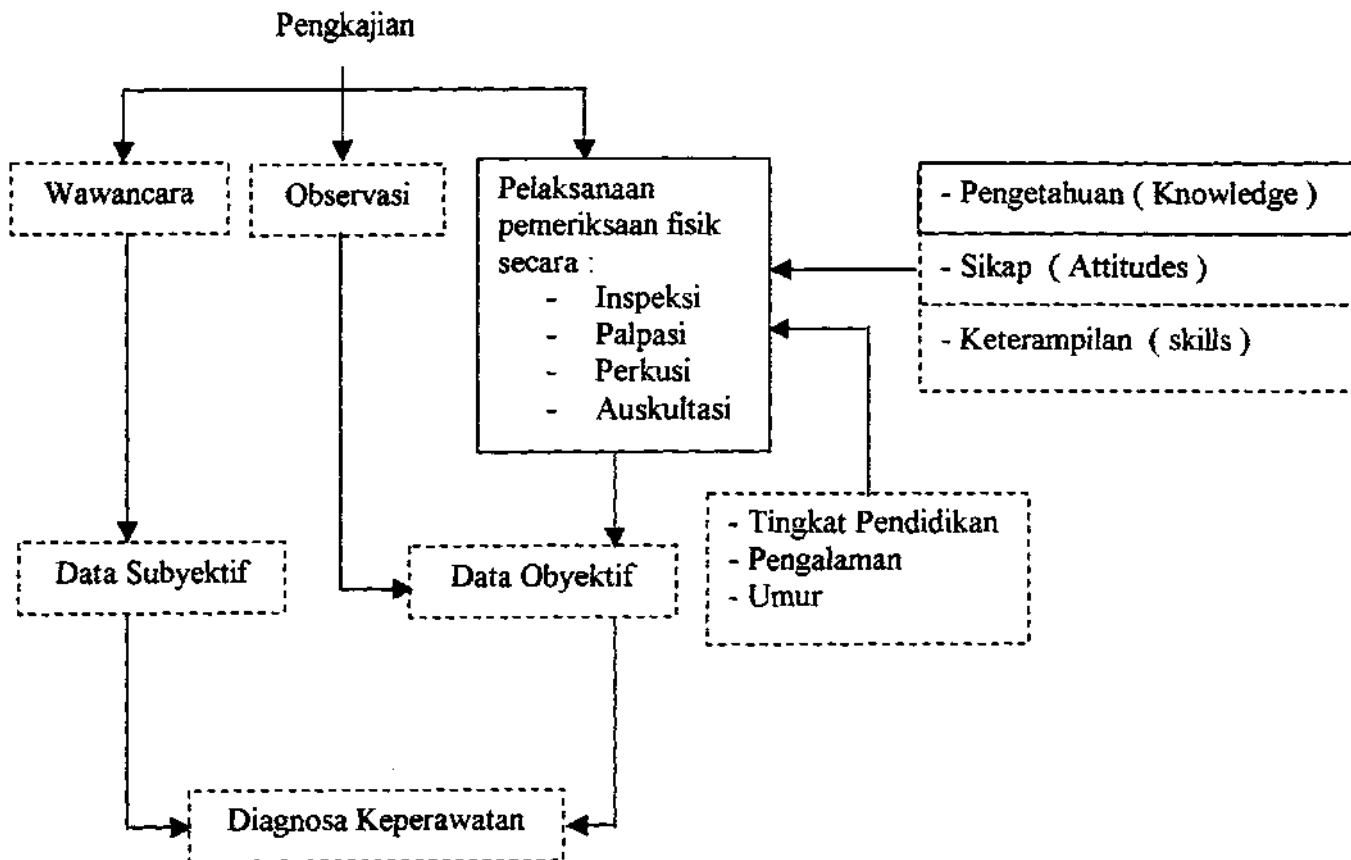 Pengkajian
Wawancara
Observasi
Pelaksanaan
pemeriksaan fisik
secara :
- Inspeksi
- Palpasi
- Perkusi
- Auskultasi
- Pengetahuan ( Knowledge )
- Sikap ( Attitudes )
- Keterampilan ( skills )
- Tingkat Pendidikan
- Pengalaman
- Umur
Data Subyektif
Data Obyektif
Diagnosa Keperawatan